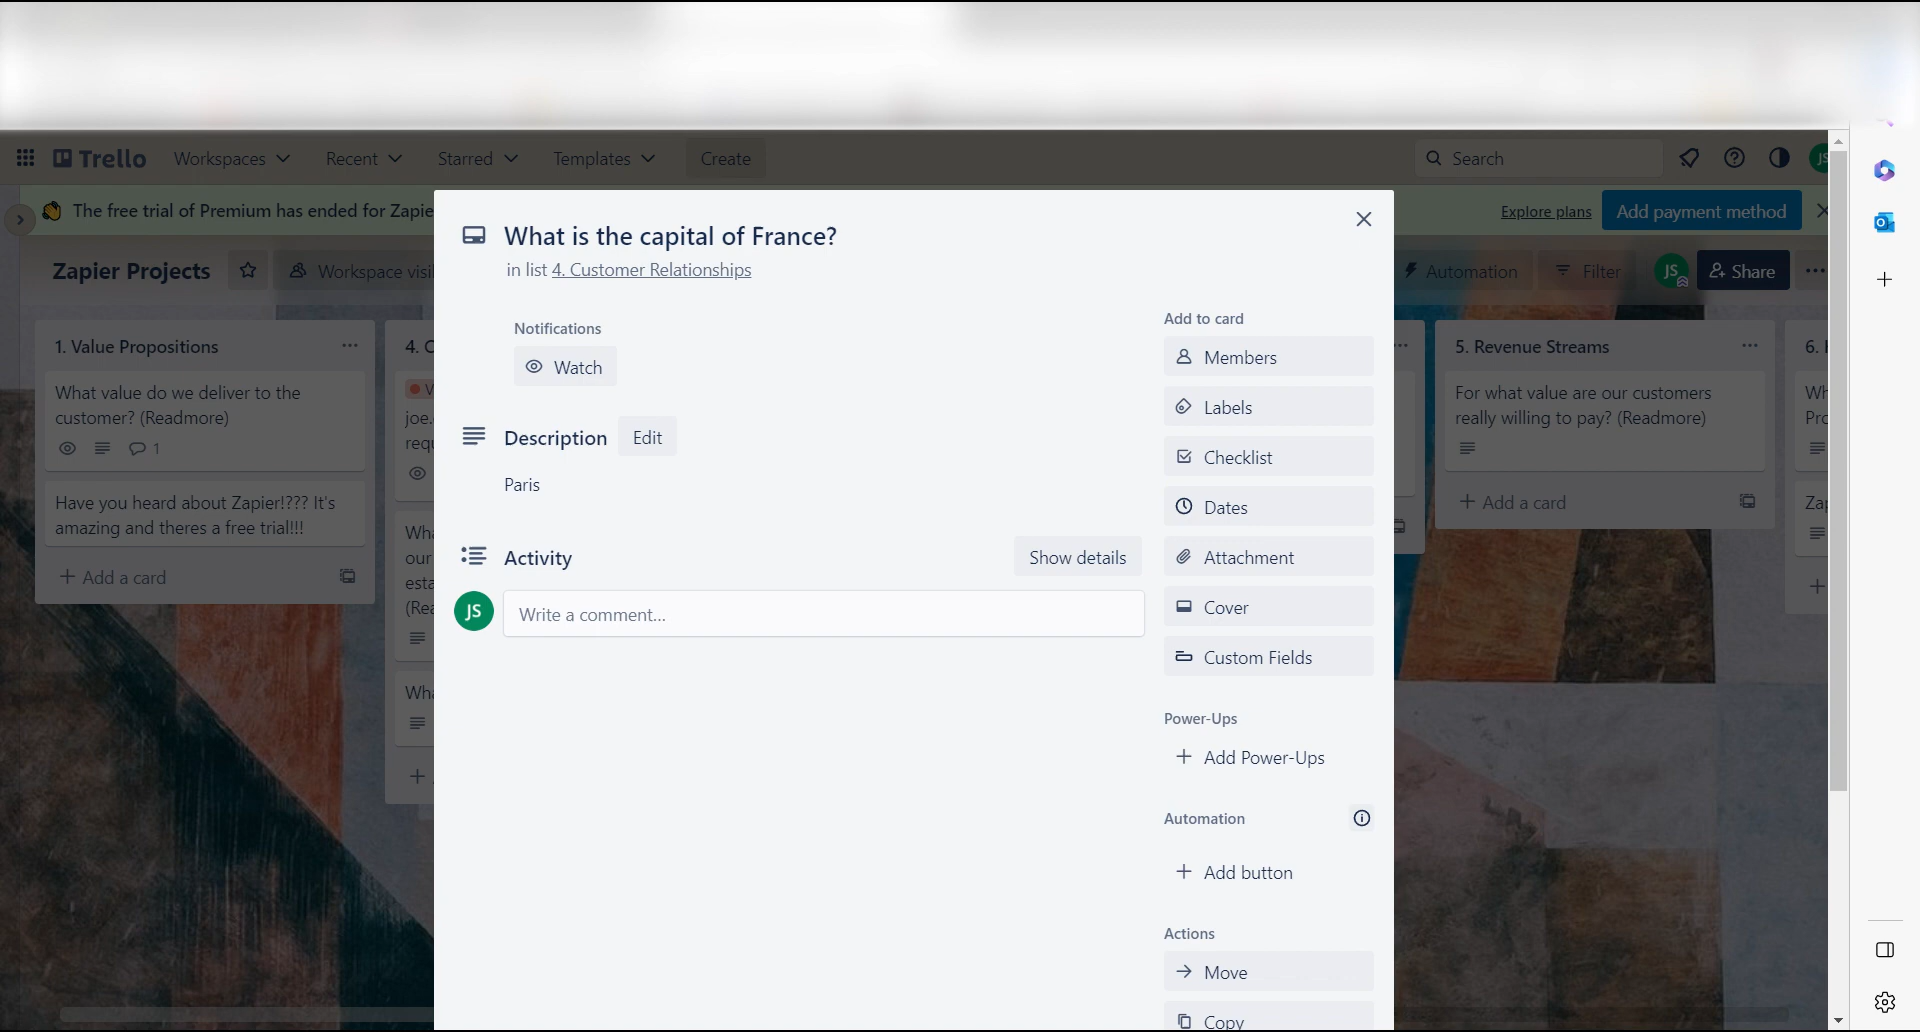 Trello Workspaces Recent Starred Templates Create Search JS
The free trial of Premium has ended for Zapie Explore plans Add payment method
Zapier Projects Workspace visi Automation Filter JS Share
1. Value Propositions
What value do we deliver to the
customer? (Readmore)
1
Have you heard about Zapier!??? It's
amazing and theres a free trial!!!
+ Add a card
4. C
V
joe.
req
Wha
our
esta
(Rea
Wha
+
What is the capital of France?
in list 4. Customer Relationships
Notifications
Watch
Description Edit
Paris
Activity Show details
JS Write a comment...
Add to card
Members
Labels
Checklist
Dates
Attachment
Cover
Custom Fields
Power-Ups
+ Add Power-Ups
Automation
+ Add button
Actions
Move
Copy
5. Revenue Streams
For what value are our customers
really willing to pay? (Readmore)
+ Add a card
6.
Wh
Pro
Zap
+